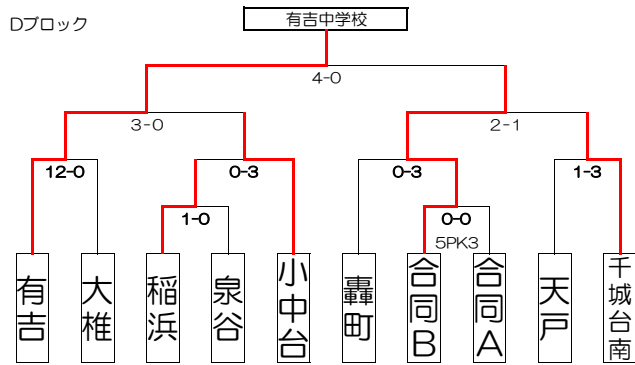 Dブロック
有吉中学校
4-0
3-0
2-1
12-0
0-3
0-3
1-3
1-0
0-0
5PK3
有吉
大椎
稲浜
泉谷
小中台
轟町
合同B
合同A
天戸
千城台南